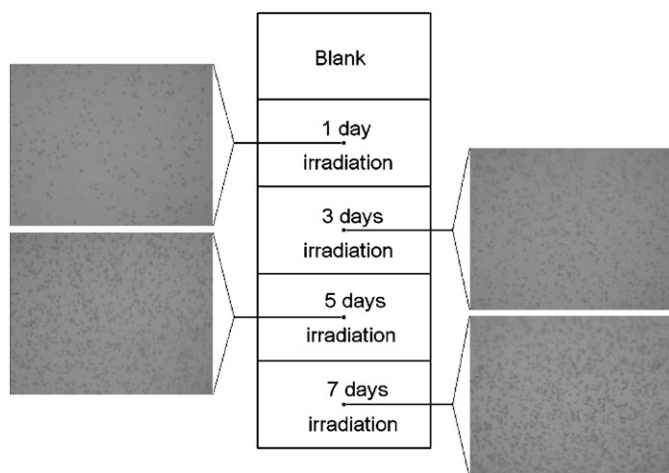 Blank
1 day
irradiation
3 days
irradiation
5 days
irradiation
7 days
irradiation